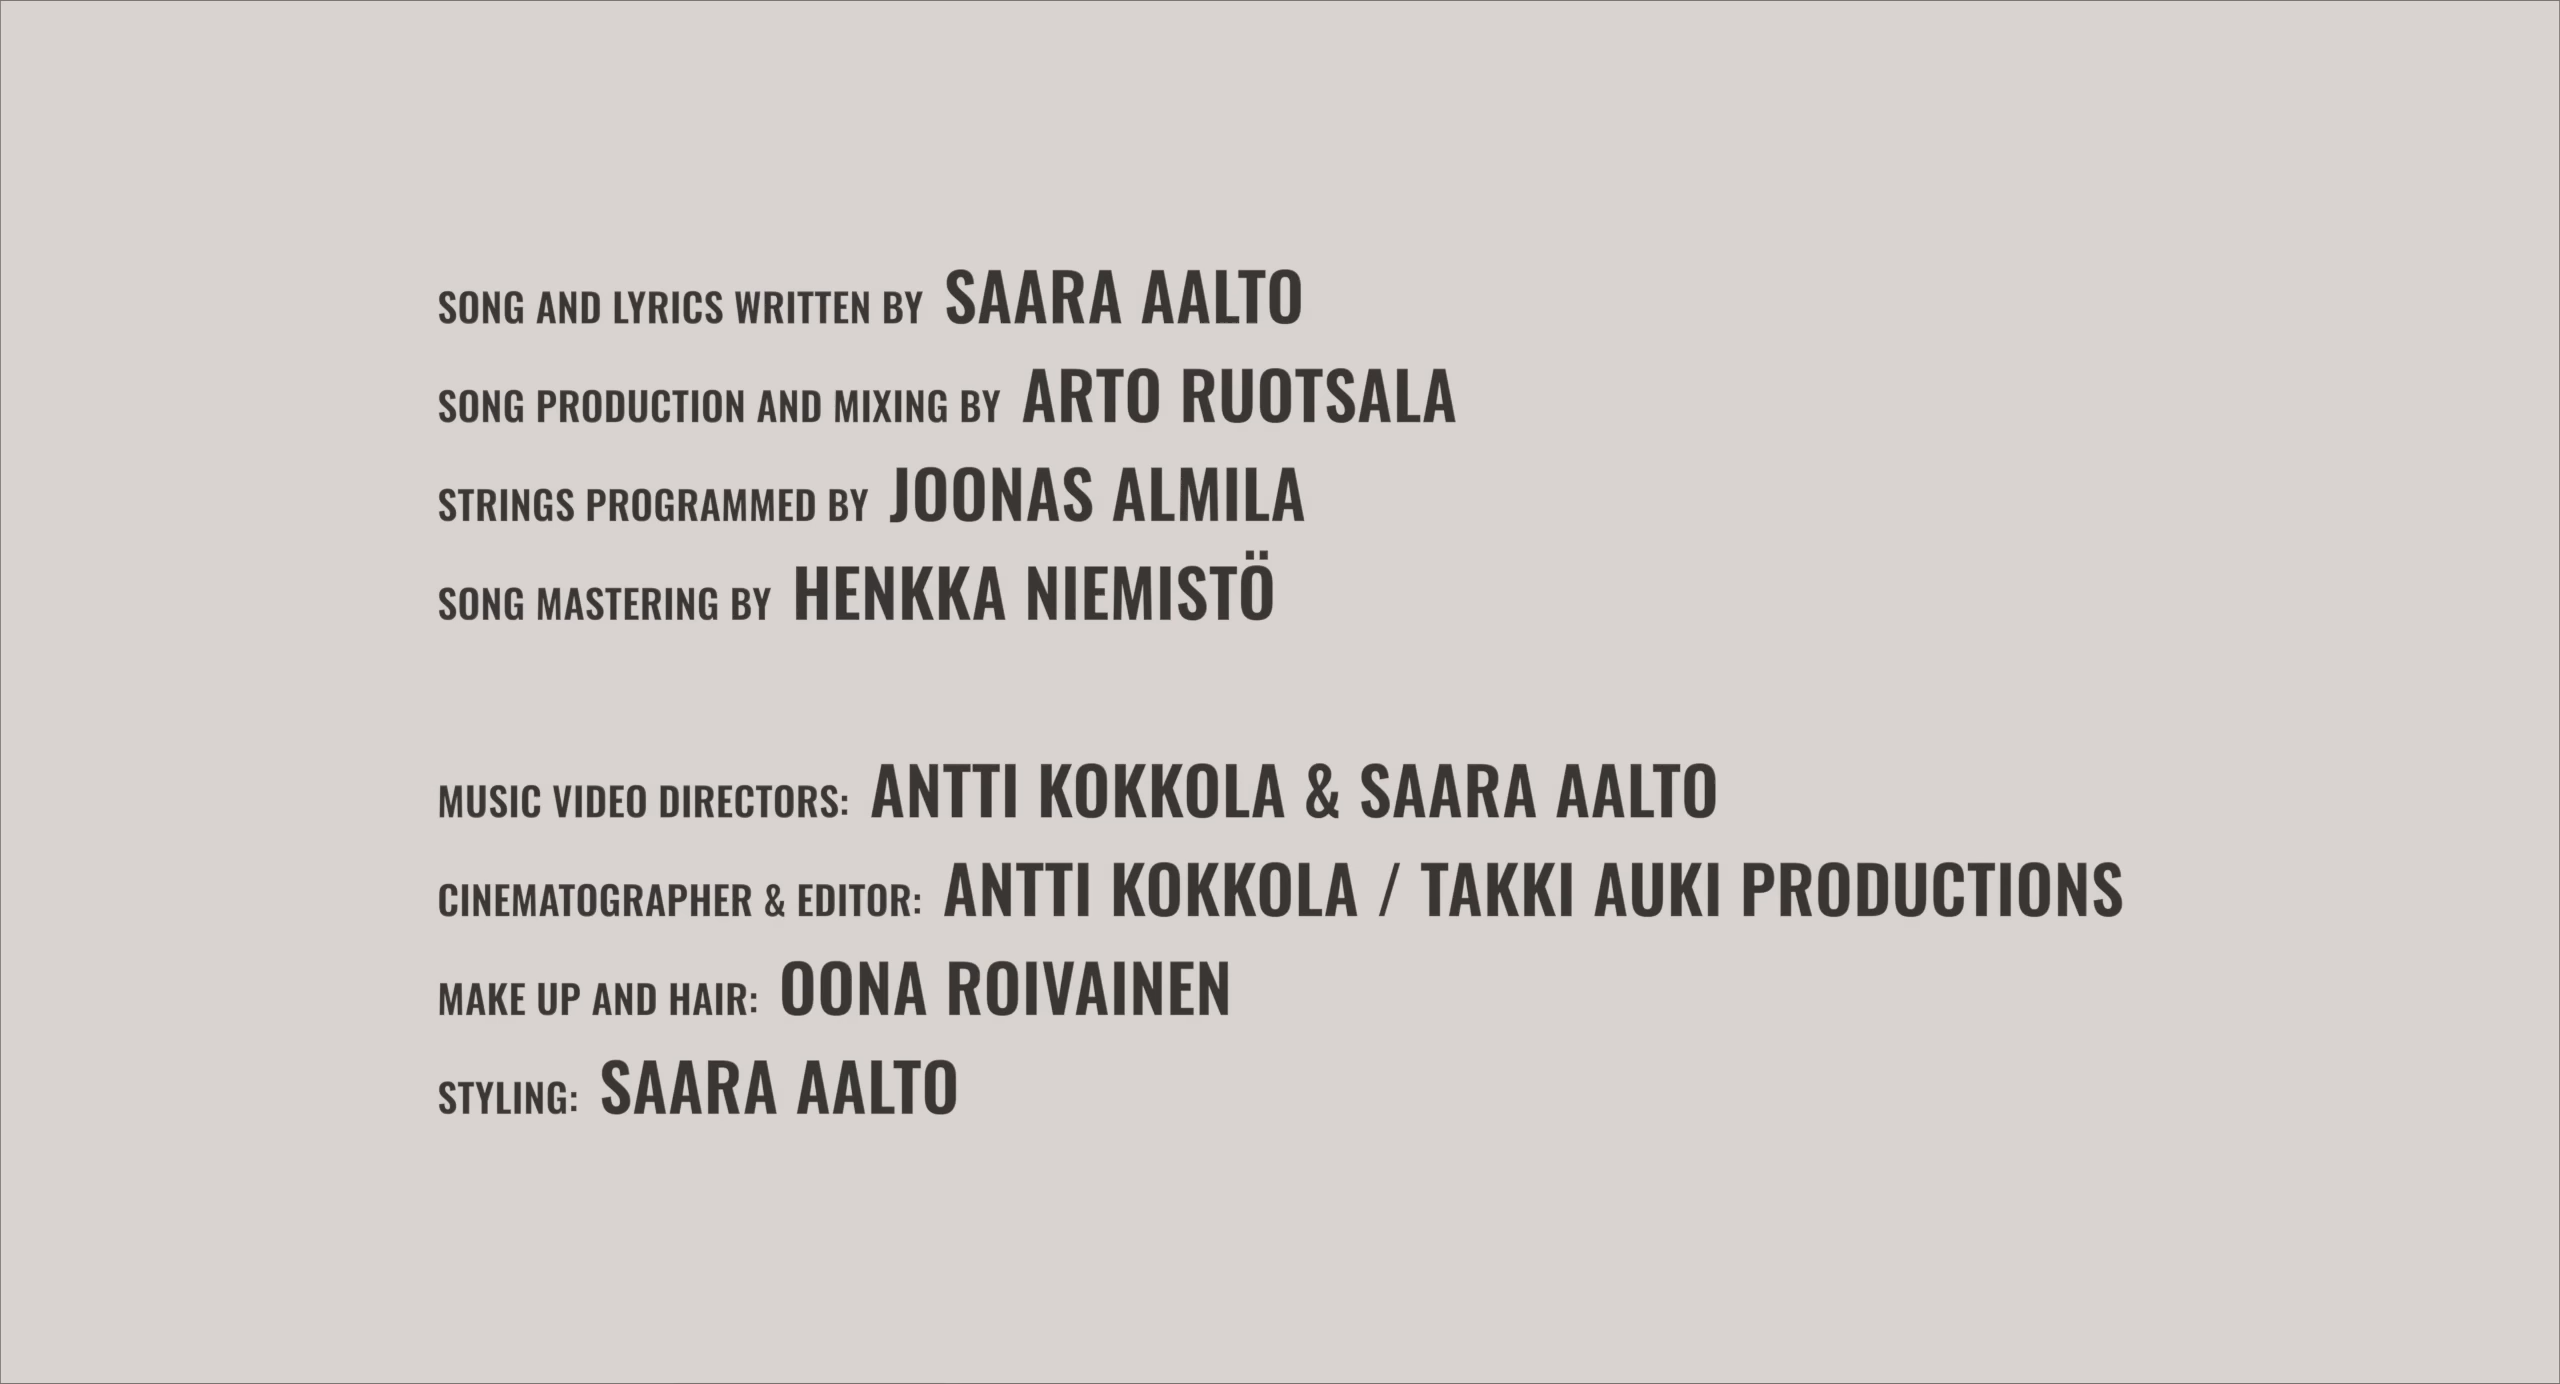 SONG AND LYRICS WRITTEN BY SAARA AALTO
SONG PRODUCTION AND MIXING BY ARTO RUOTSALA
STRINGS PROGRAMMED BY JOONAS ALMILA
SONG MASTERING BY HENKKA NIEMISTÖ
MUSIC VIDEO DIRECTORS: ANTTI KOKKOLA & SAARA AALTO
CINEMATOGRAPHER & EDITOR: ANTTI KOKKOLA / TAKKI AUKI PRODUCTIONS
MAKE UP AND HAIR: OONA ROIVAINEN
STYLING: SAARA AALTO